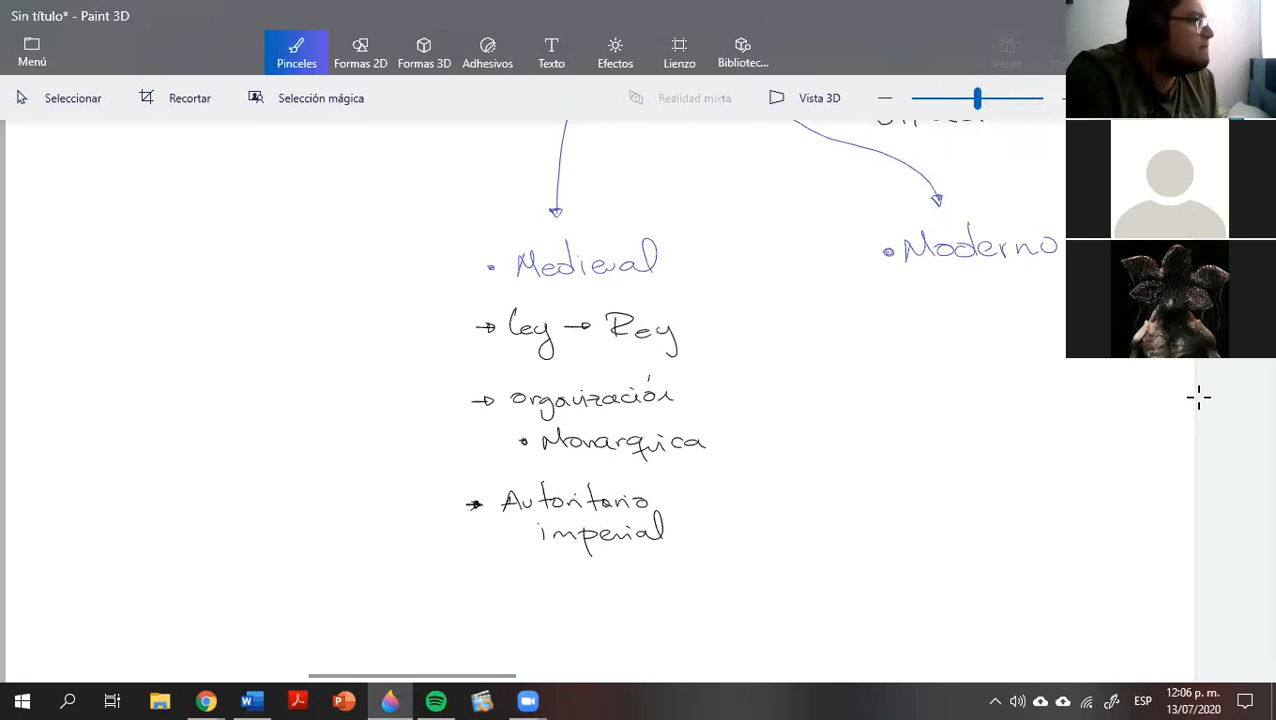 Sin título* - Paint 3D
Menú
Pinceles
Formas 2D
Formas 3D
Adhesivos
Texto
Efectos
Lienzo
Bibliotec...
Seleccionar
Recortar
Selección mágica
Realidad mixta
Vista 3D
• Medieval
• Moderno
→ Ley → Rey
→ organización
• Monarquica
→ Autoritario
imperial
ESP
12:06 p. m.
13/07/2020